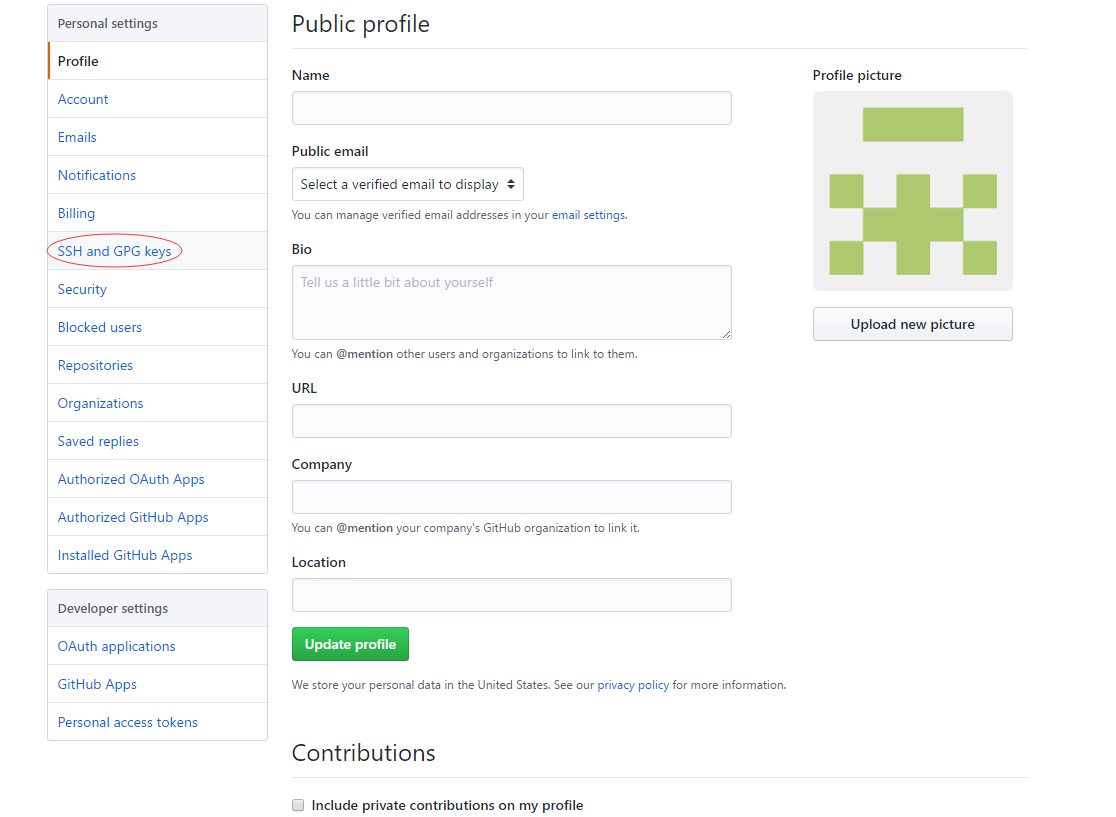 Personal settings
Profile
Account
Emails
Notifications
Billing
SSH and GPG keys
Security
Blocked users
Repositories
Organizations
Saved replies
Authorized OAuth Apps
Authorized GitHub Apps
Installed GitHub Apps
Developer settings
OAuth applications
GitHub Apps
Personal access tokens
Public profile
Name
Public email
Select a verified email to display
You can manage verified email addresses in your email settings.
Bio
Tell us a little bit about yourself
You can @mention other users and organizations to link to them.
URL
Company
You can @mention your company's GitHub organization to link it.
Location
Update profile
We store your personal data in the United States. See our privacy policy for more information.
Contributions
Include private contributions on my profile
Profile picture
Upload new picture